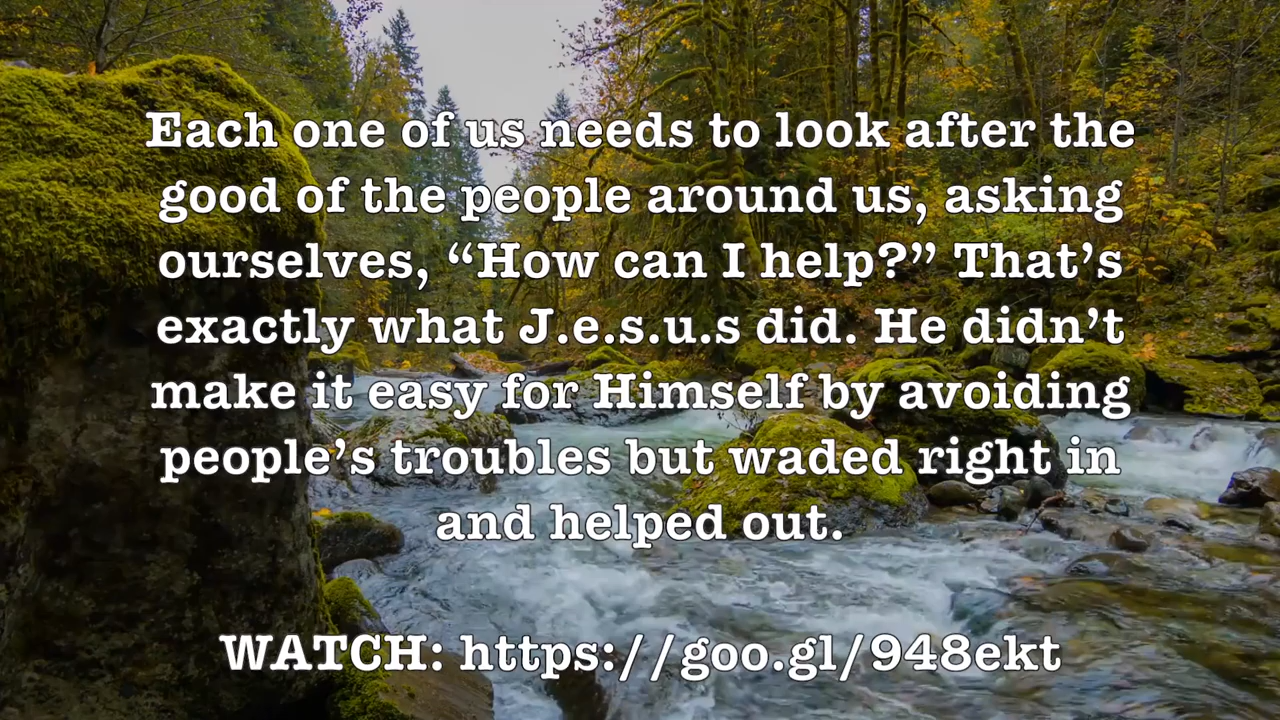 Each one of us needs to look after the
good of the people around us, asking
ourselves, “How can I help?” That’s
exactly what J.e.s.u.s did. He didn’t
make it easy for Himself by avoiding
people’s troubles but waded right in
and helped out.
WATCH: https://goo.gl/948ekt